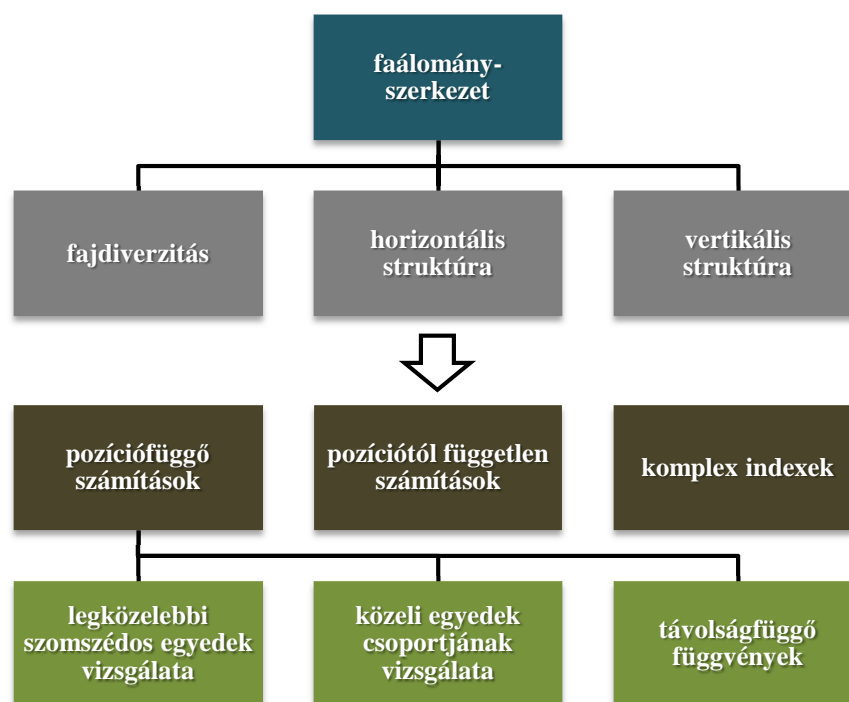 faálomány-
szerkezet
fajdiverzitás
horizontális
struktúra
vertikális
struktúra
pozíciófüggő
számítások
pozíciótól független
számítások
komplex indexek
legközelebbi
szomszédos egyedek
vizsgálata
közeli egyedek
csoportjának
vizsgálata
távolságfüggő
függvények